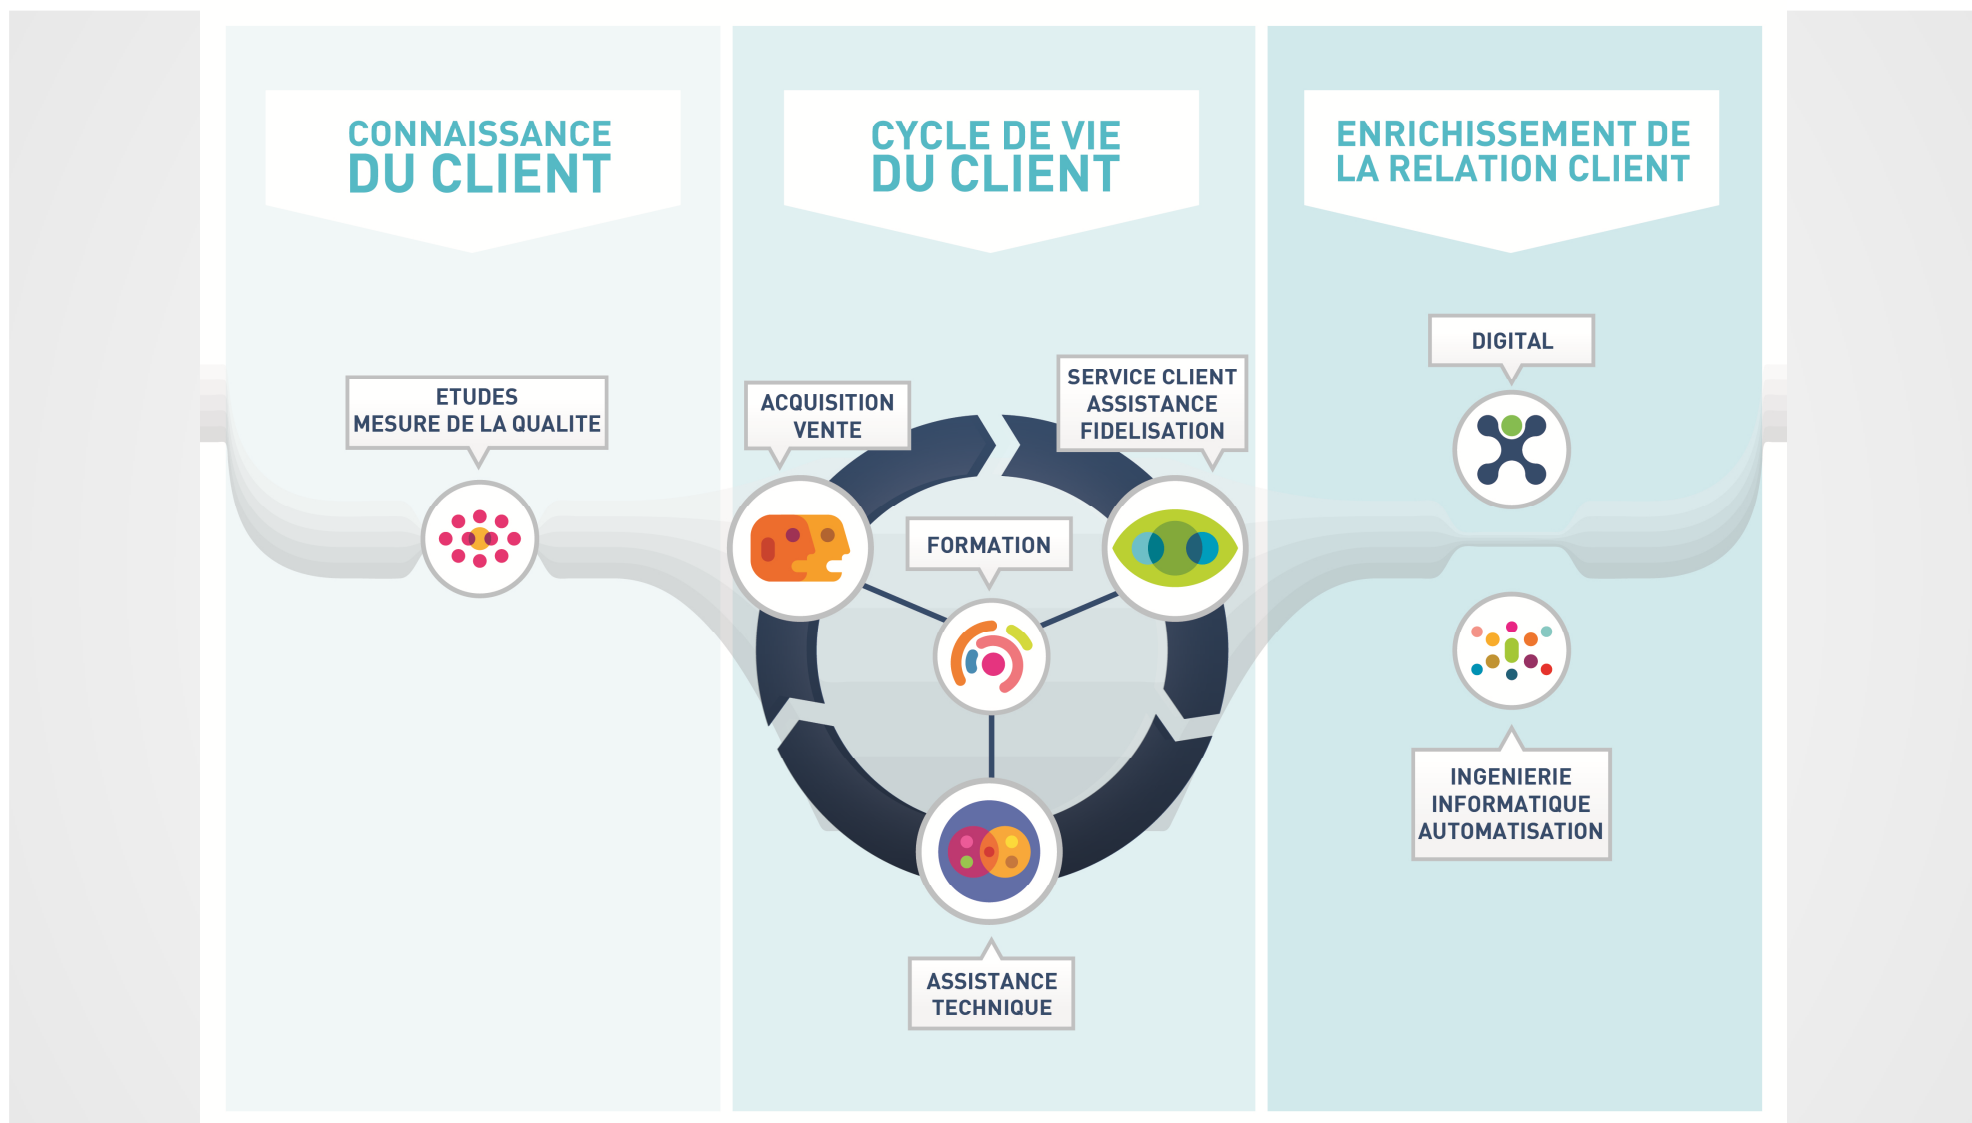 CONNAISSANCE
DU CLIENT
ETUDES
MESURE DE LA QUALITE
CYCLE DE VIE
DU CLIENT
ACQUISITION
VENTE
SERVICE CLIENT
ASSISTANCE
FIDELISATION
FORMATION
ASSISTANCE
TECHNIQUE
ENRICHISSEMENT DE
LA RELATION CLIENT
DIGITAL
INGENIERIE
INFORMATIQUE
AUTOMATISATION